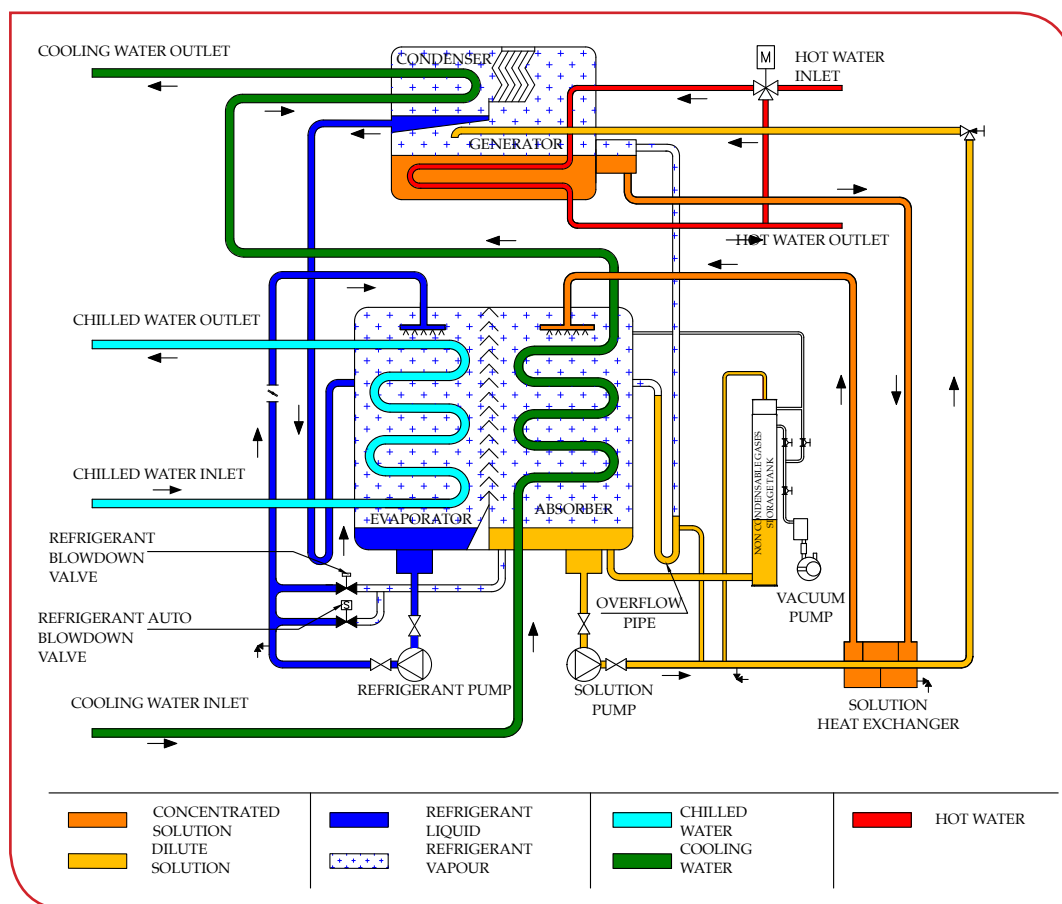 COOLING WATER OUTLET
CONDENSER
M
HOT WATER
INLET
GENERATOR
HOT WATER OUTLET
CHILLED WATER OUTLET
CHILLED WATER INLET
EVAPORATOR
ABSORBER
NON CONDENSABLE GASES
STORAGE TANK
REFRIGERANT
BLOWDOWN
VALVE
S
REFRIGERANT AUTO
BLOWDOWN
VALVE
OVERFLOW
PIPE
VACUUM
PUMP
REFRIGERANT PUMP
SOLUTION
PUMP
COOLING WATER INLET
SOLUTION
HEAT EXCHANGER
CONCENTRATED
SOLUTION
DILUTE
SOLUTION
REFRIGERANT
LIQUID
REFRIGERANT
VAPOUR
CHILLED
WATER
COOLING
WATER
HOT WATER